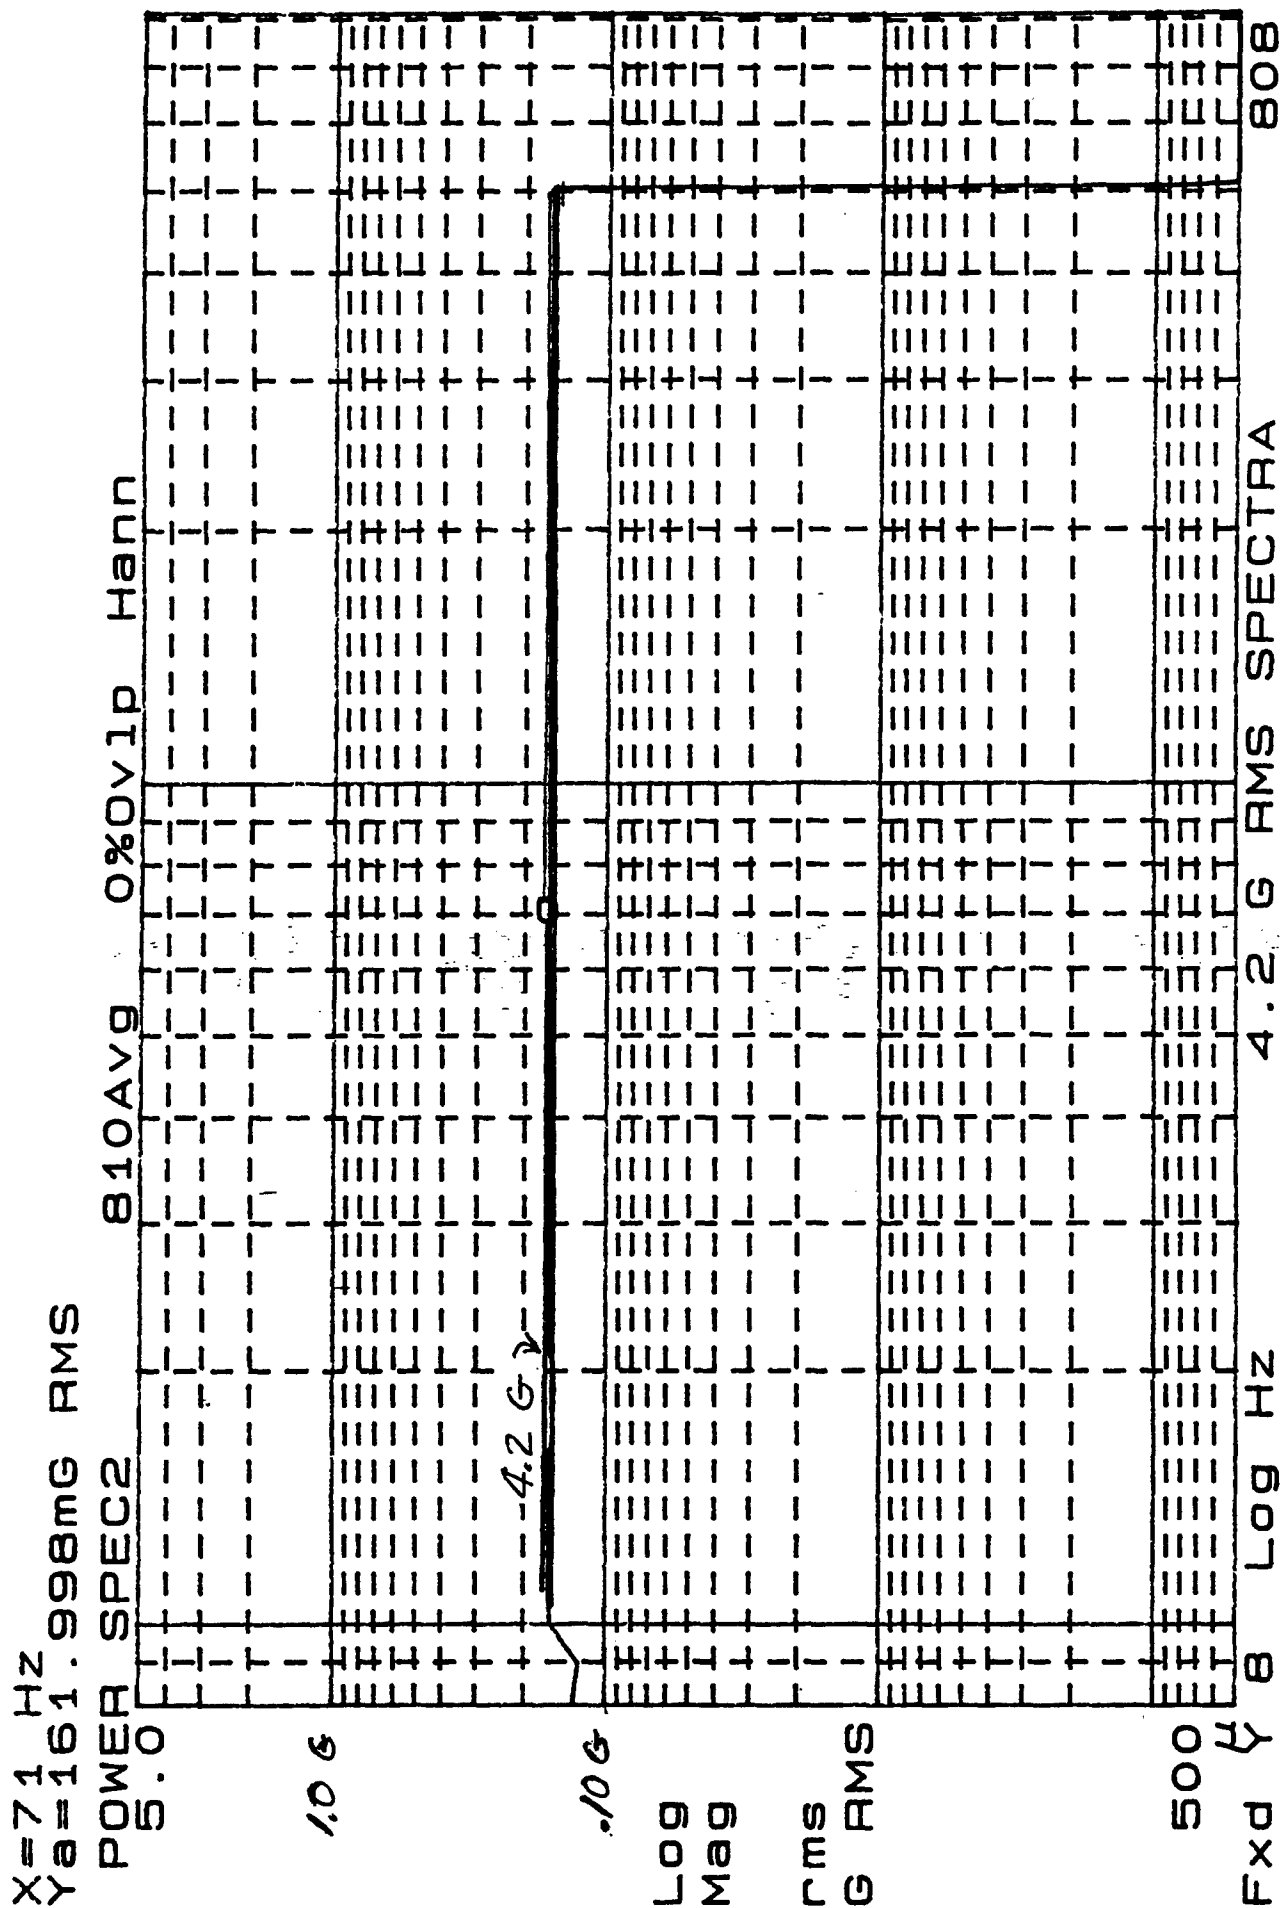 X=71 Hz
Ya=161.998mG RMS
POWER SPEC2 810Avg 0%Ovlp Hann
5.0
1.0 G
4.2 G
.10 G
Log
Mag
rms
G RMS
500
µ
Fxd Y 8 Log Hz 4.2 G RMS SPECTRA 808